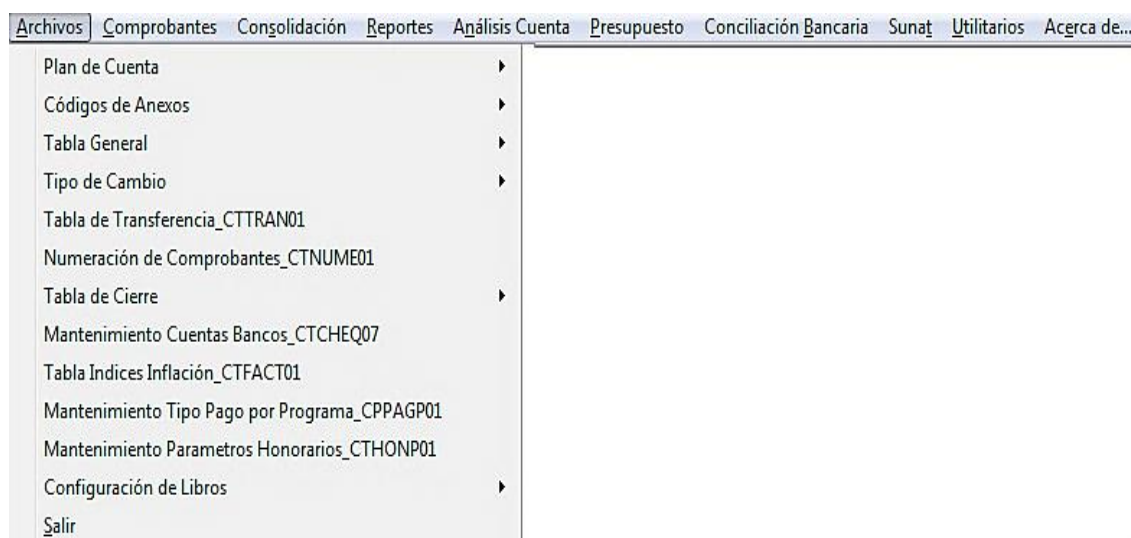 Archivos Comprobantes Consolidación Reportes Análisis Cuenta Presupuesto Conciliación Bancaria Sunat Utilitarios Acerca de...
Plan de Cuenta
Códigos de Anexos
Tabla General
Tipo de Cambio
Tabla de Transferencia_CTTRAN01
Numeración de Comprobantes_CTNUME01
Tabla de Cierre
Mantenimiento Cuentas Bancos_CTCHEQ07
Tabla Indices Inflación_CTFACT01
Mantenimiento Tipo Pago por Programa_CPPAGP01
Mantenimiento Parametros Honorarios_CTHONP01
Configuración de Libros
Salir